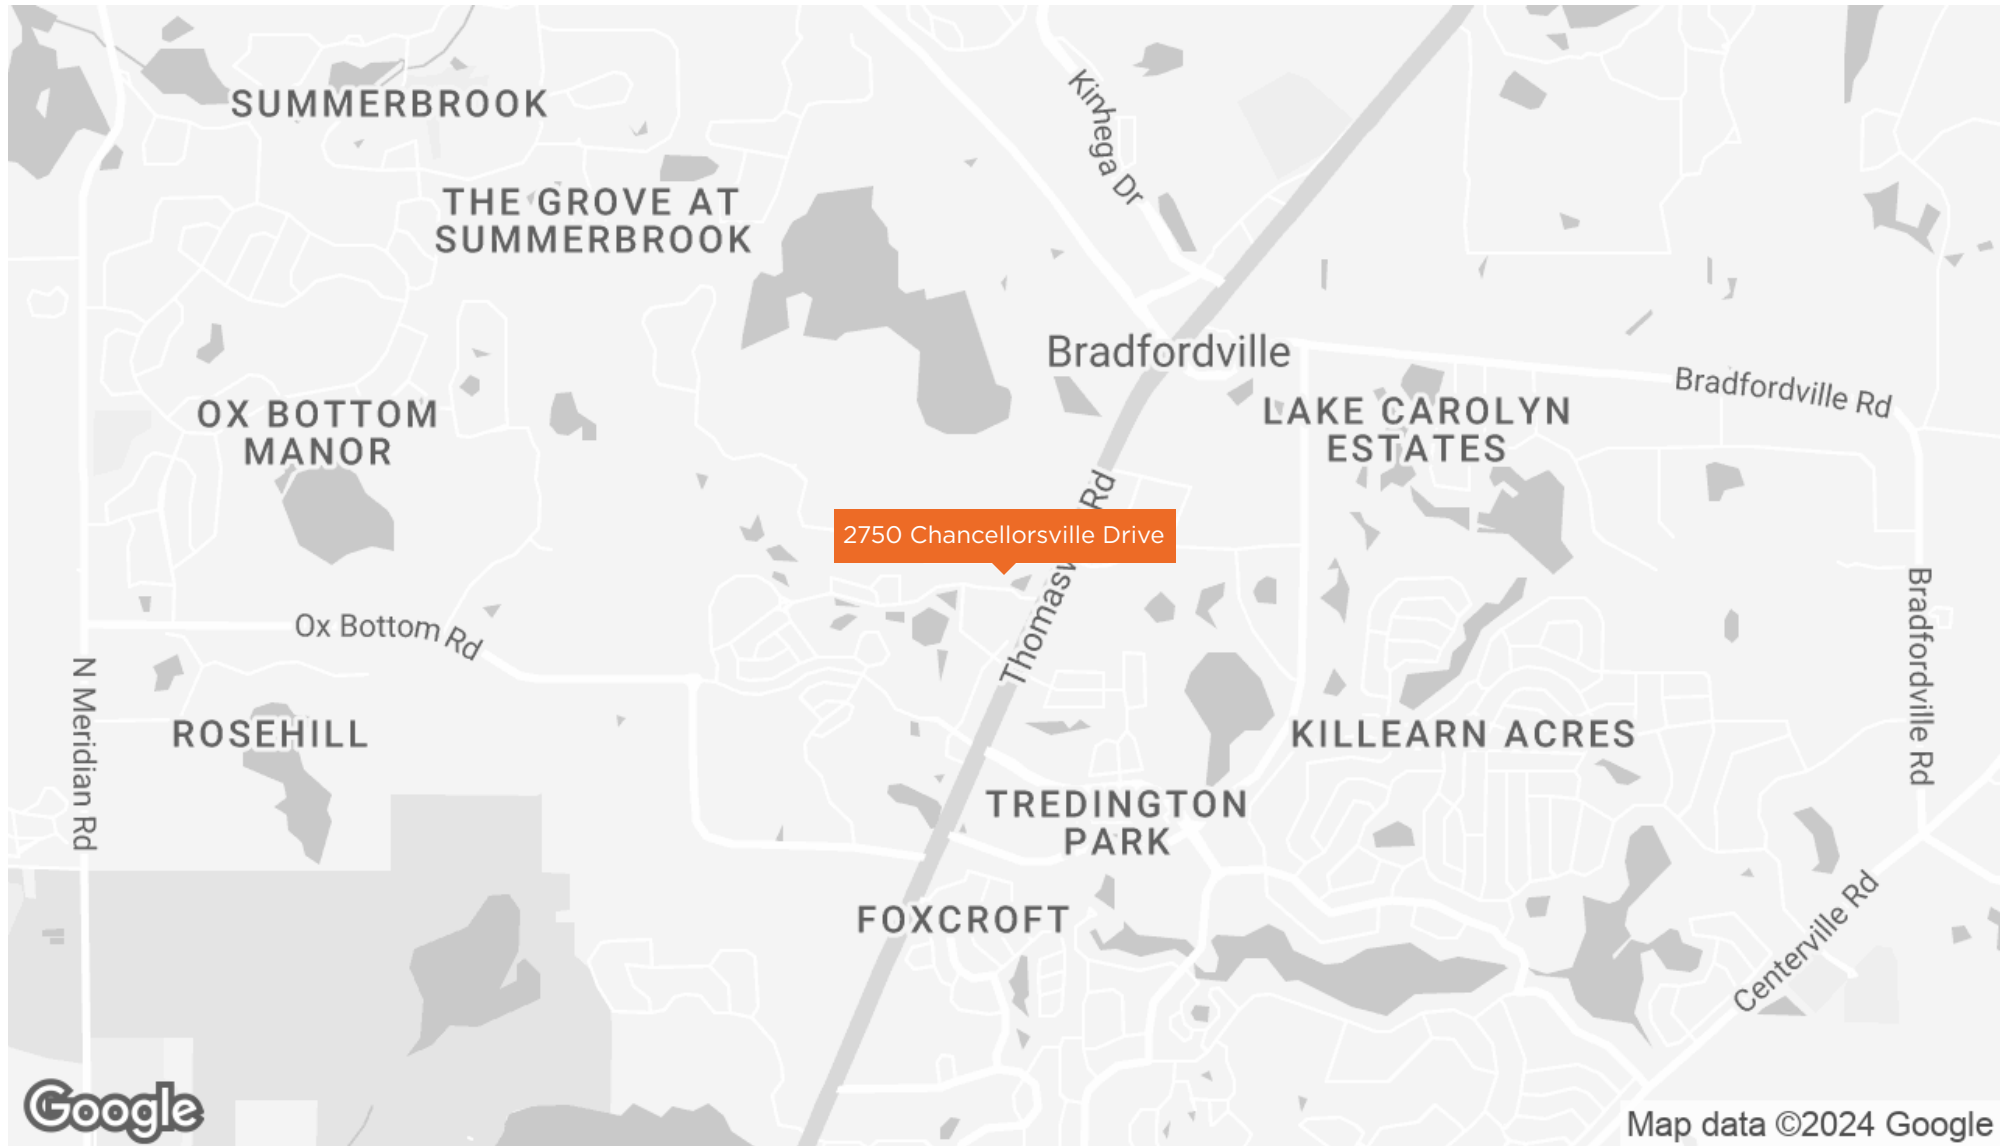 SUMMERBROOK
Kinhega Dr
THE GROVE AT
SUMMERBROOK
Bradfordville
Bradfordville Rd
OX BOTTOM
MANOR
LAKE CAROLYN
ESTATES
2750 Chancellorsville Drive
Rd
Thomasv
Ox Bottom Rd
Bradfordville Rd
N Meridian Rd
ROSEHILL
KILLEARN ACRES
TREDINGTON
PARK
FOXCROFT
Centerville Rd
Google
Map data ©2024 Google